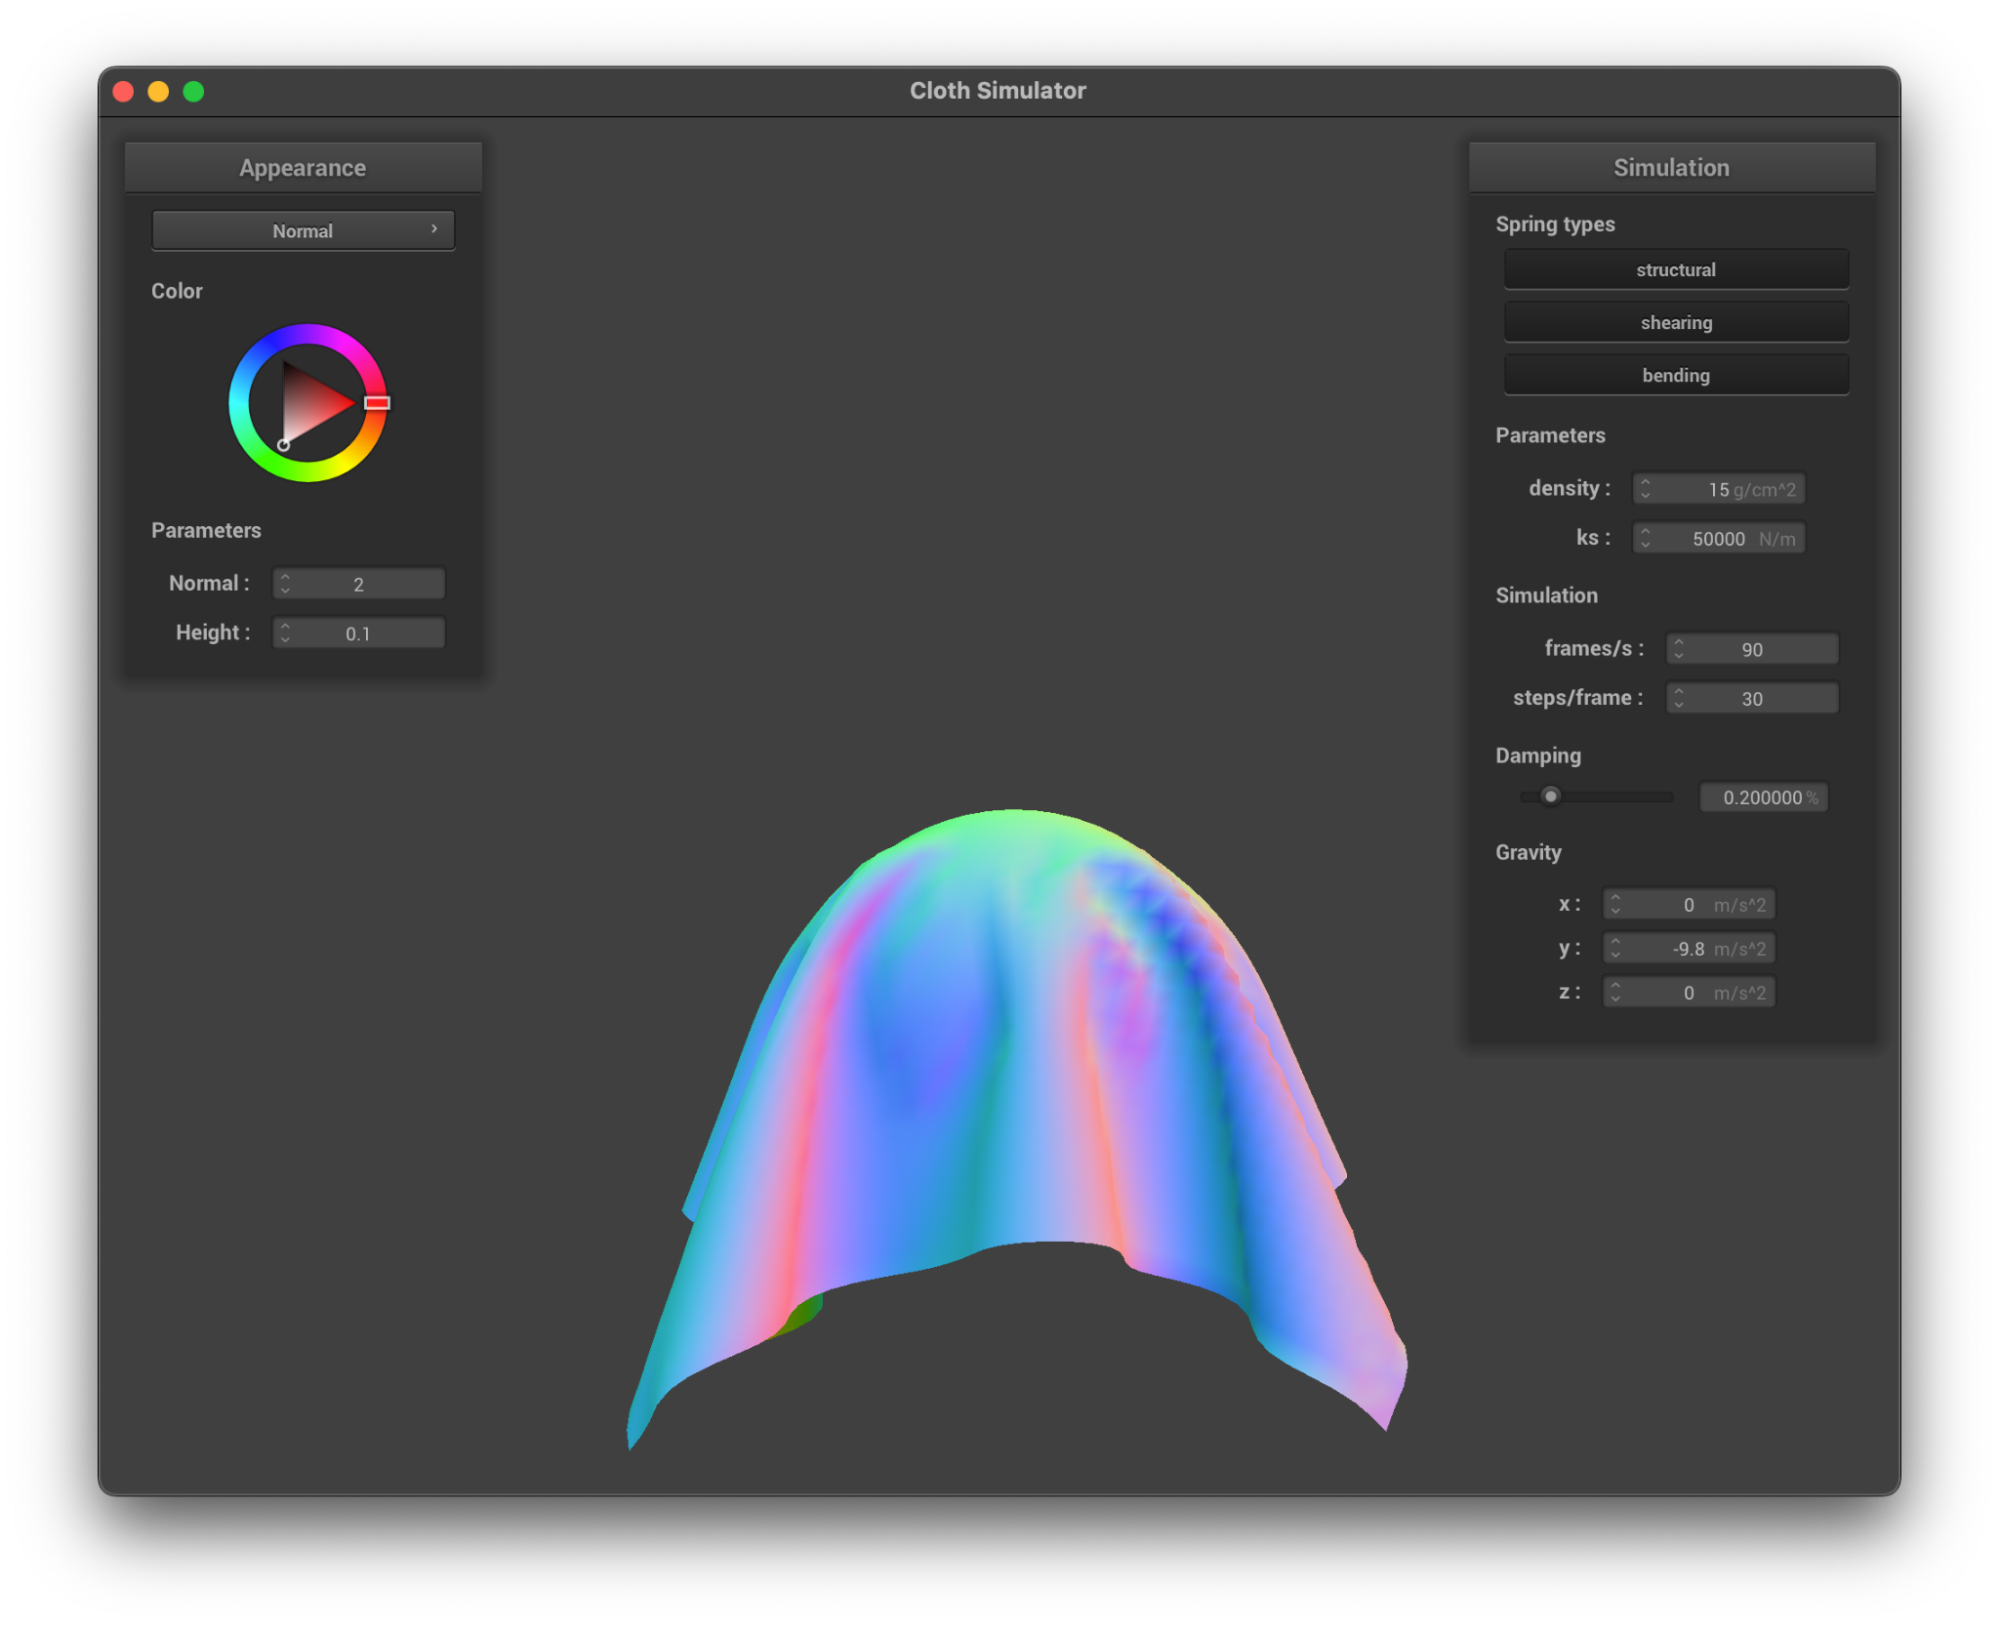 Cloth Simulator
Appearance
Normal
Color
Parameters
Normal : 2
Height : 0.1
Simulation
Spring types
structural
shearing
bending
Parameters
density : 15 g/cm^2
ks : 50000 N/m
Simulation
frames/s : 90
steps/frame : 30
Damping
0.200000 %
Gravity
x : 0 m/s^2
y : -9.8 m/s^2
z : 0 m/s^2